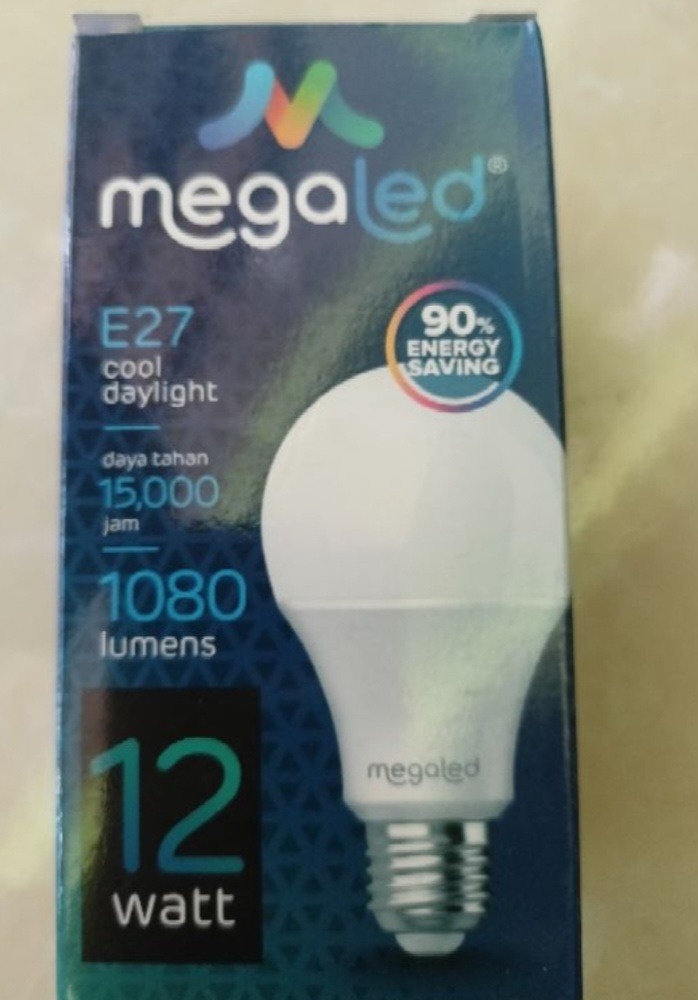 megaled®
E27
cool
daylight
90%
ENERGY
SAVING
daya tahan
15,000
jam
1080
lumens
12
watt
megaled